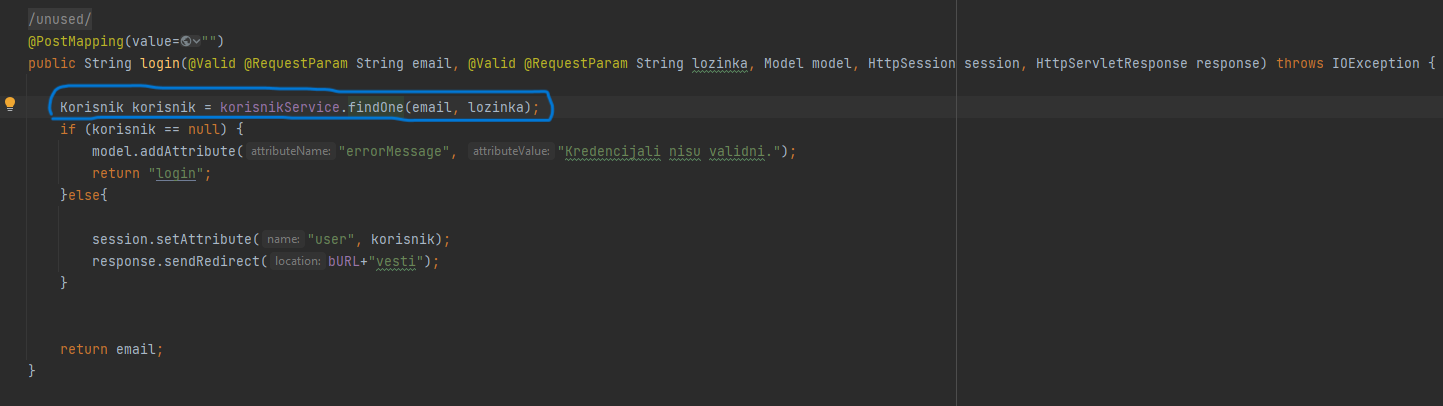 /unused/
@PostMapping(value="")
public String login(@Valid @RequestParam String email, @Valid @RequestParam String lozinka, Model model, HttpSession session, HttpServletResponse response) throws IOException {
Korisnik korisnik = korisnikService.findOne(email, lozinka);
if (korisnik == null) {
model.addAttribute( attributeName: "errorMessage", attributeValue: "Kredencijali nisu validni.");
return "login";
}else{
session.setAttribute( name: "user", korisnik);
response.sendRedirect( location: bURL+"vesti");
}
return email;
}